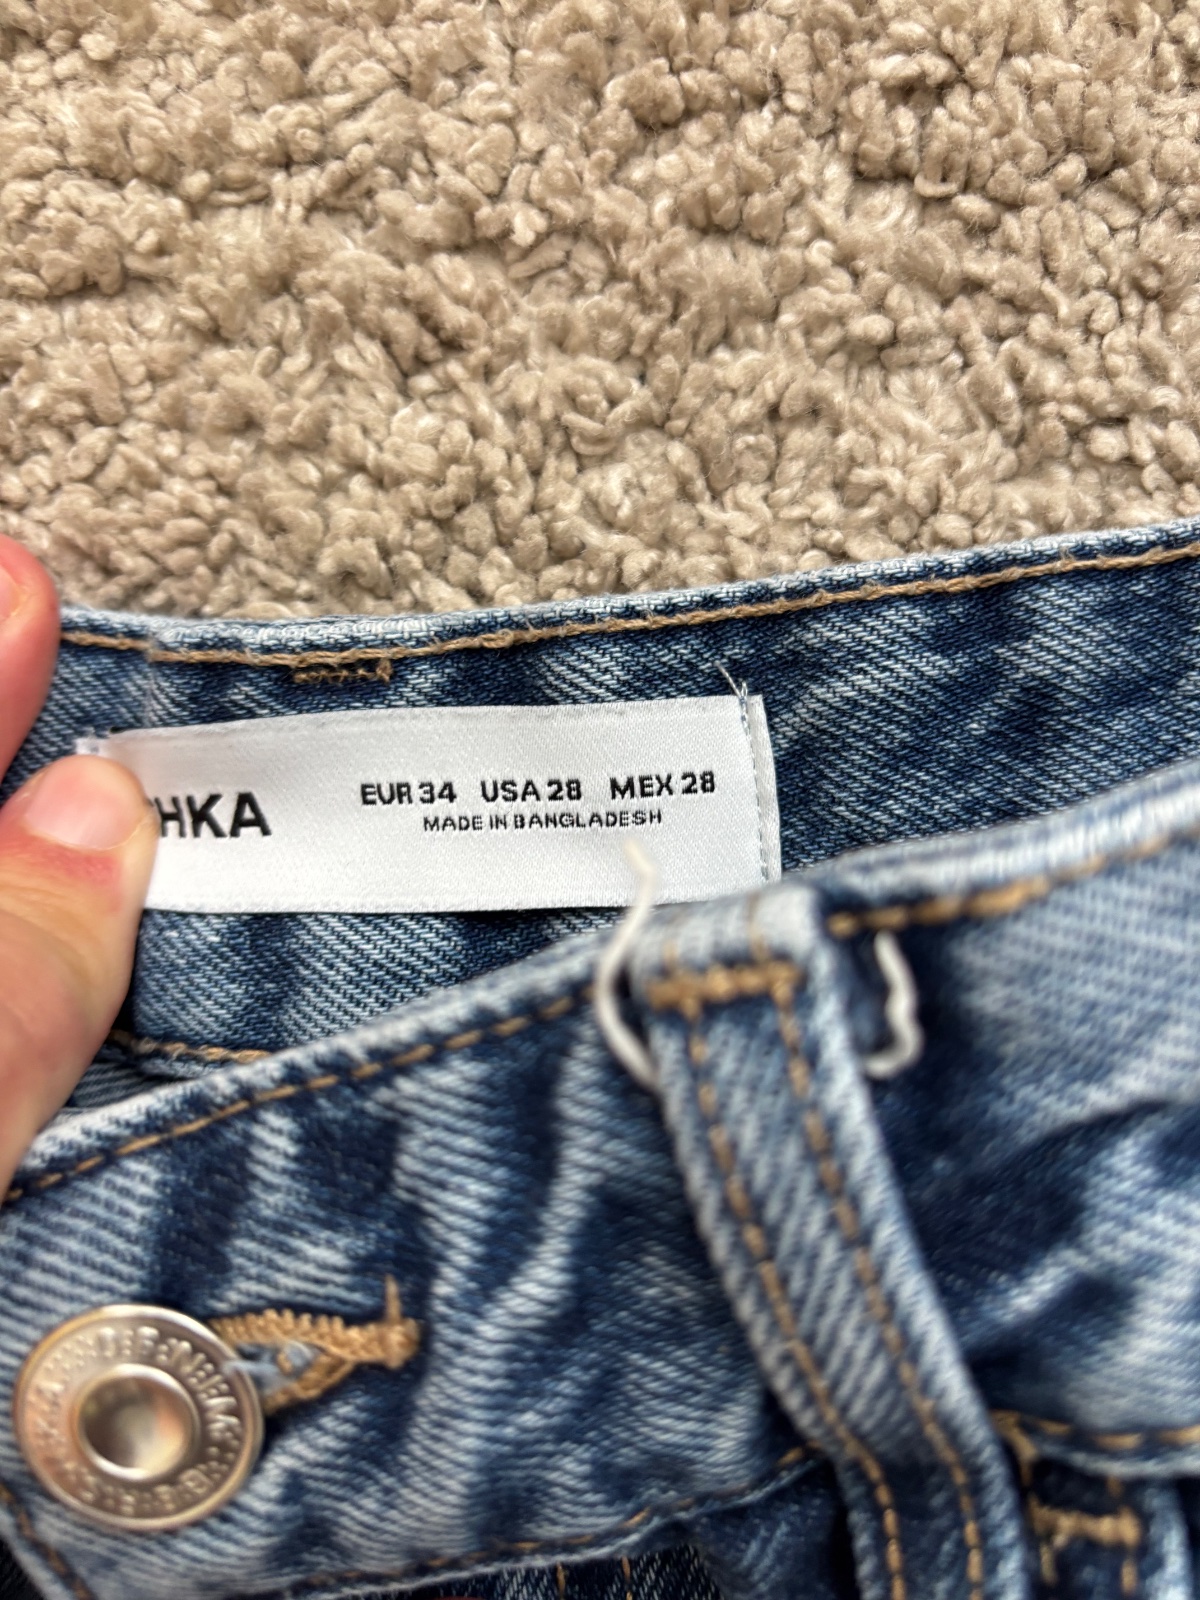 HKA
EUR 34 USA 28 MEX 28
MADE IN BANGLADESH